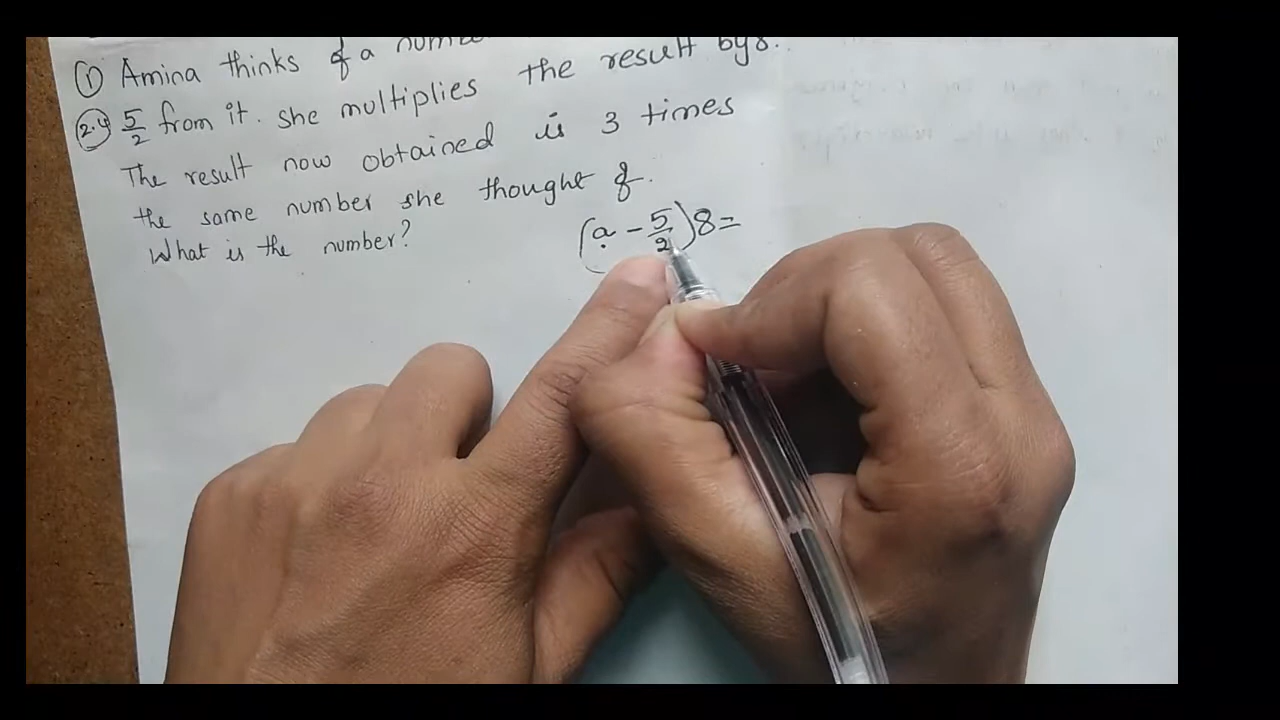 ① Amina thinks of a
2.4 5/2 from it. She multiplies the result by 8.
The result now obtained is 3 times
the same number she thought of.
What is the number?
(a - 5/2)8=